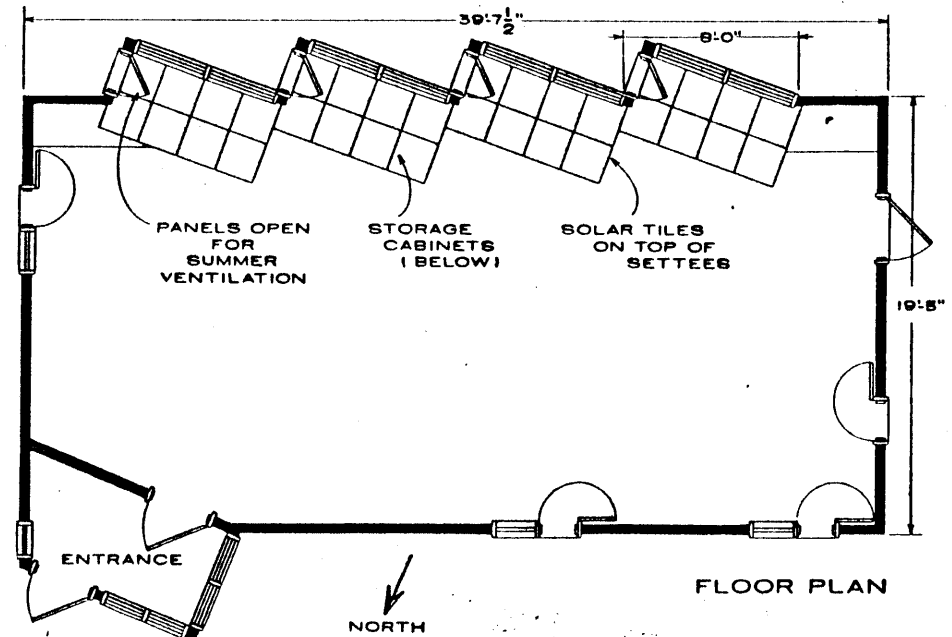 39'-7 1/2"
8'-0"
PANELS OPEN
FOR
SUMMER
VENTILATION
STORAGE
CABINETS
(BELOW)
SOLAR TILES
ON TOP OF
SETTEES
19'-5"
ENTRANCE
FLOOR PLAN
NORTH